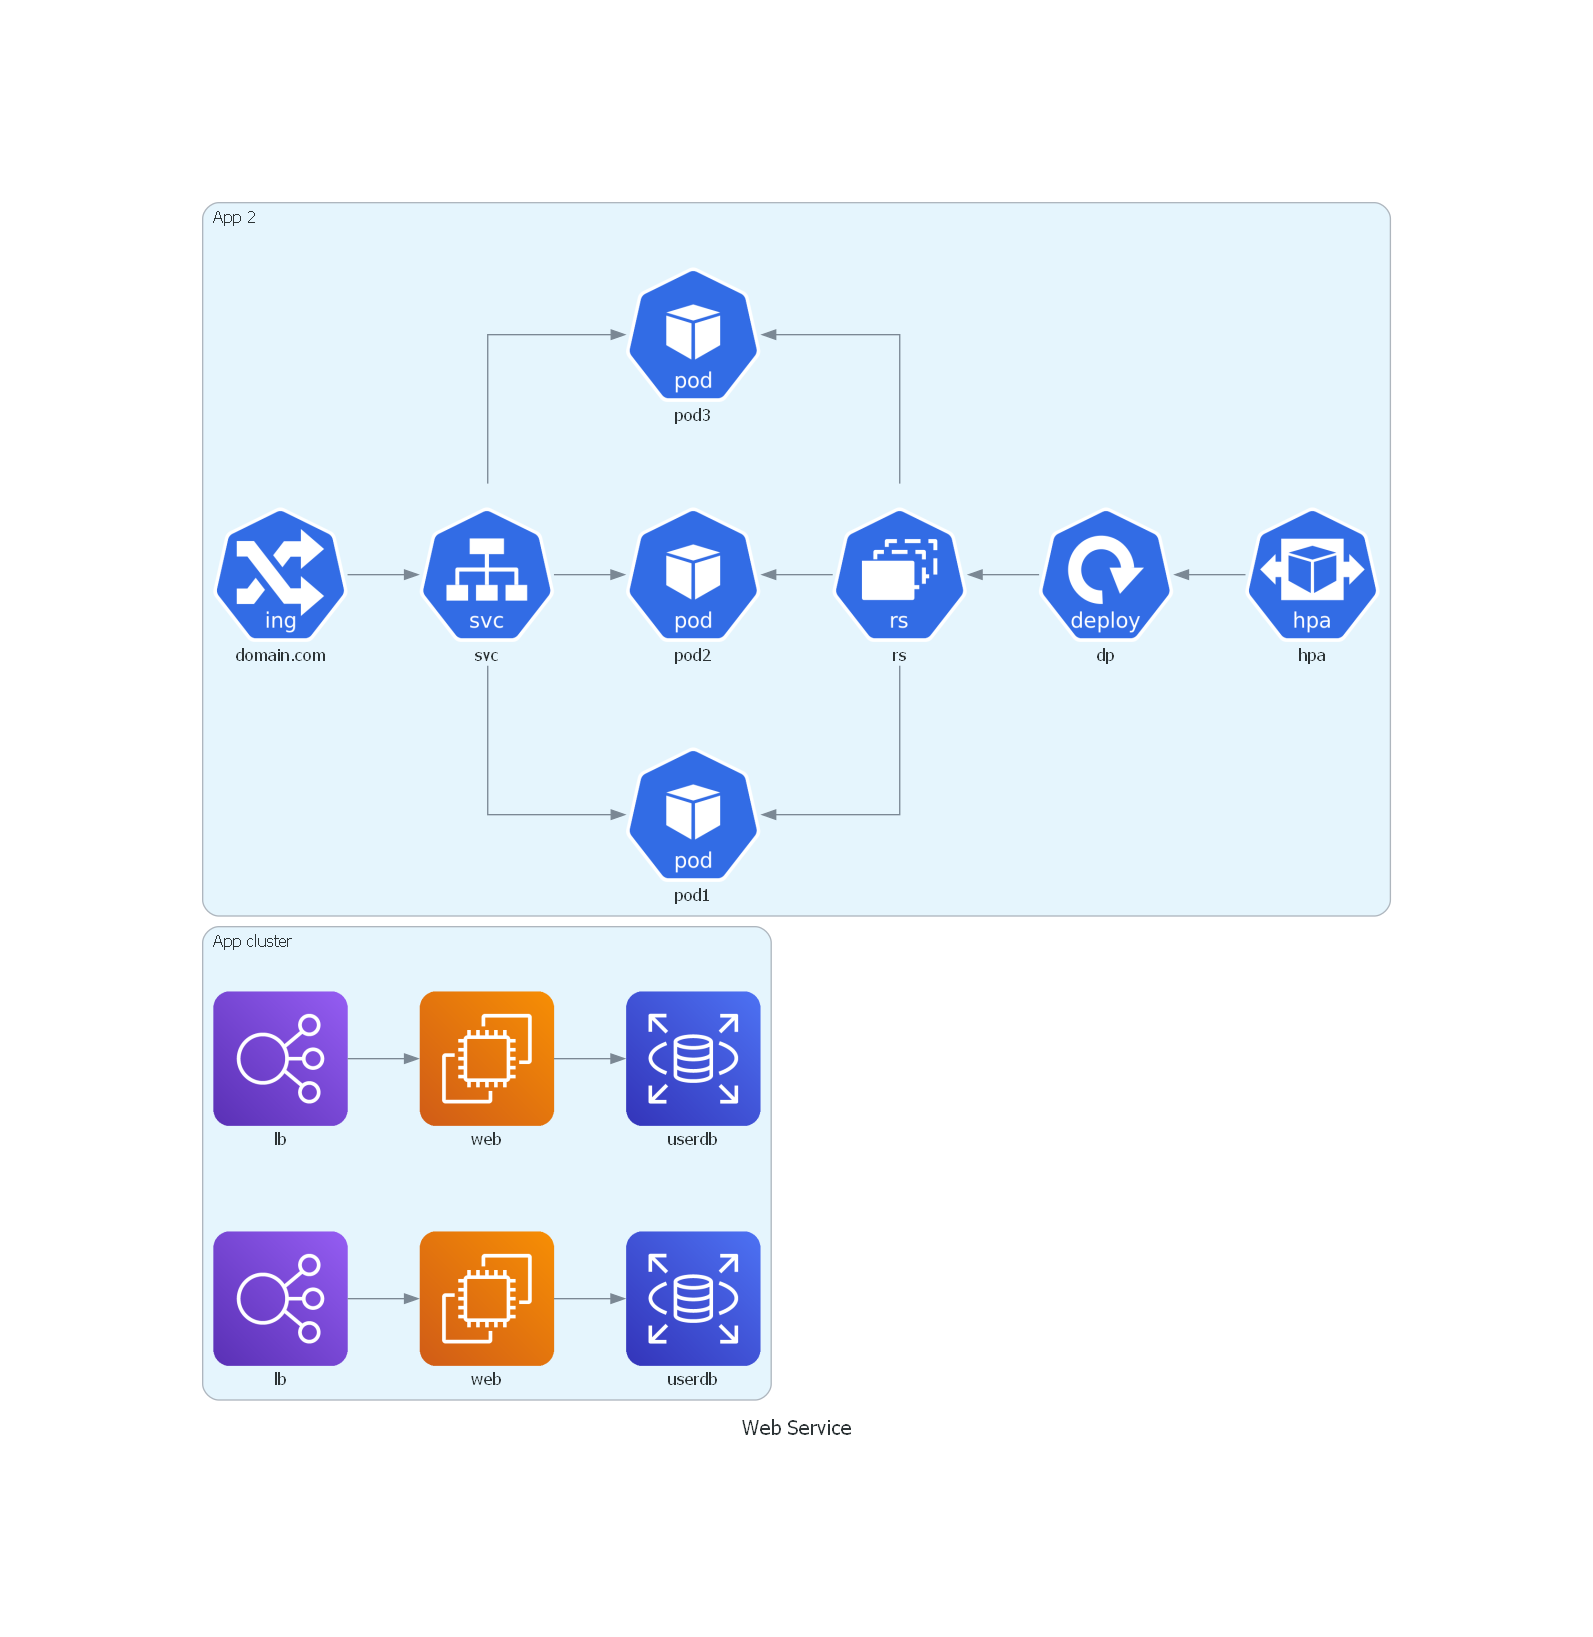 App 2
pod
pod3
ing
svc
pod
rs
deploy
hpa
domain.com
svc
pod2
rs
dp
hpa
pod
pod1
App cluster
lb
web
userdb
lb
web
userdb
Web Service